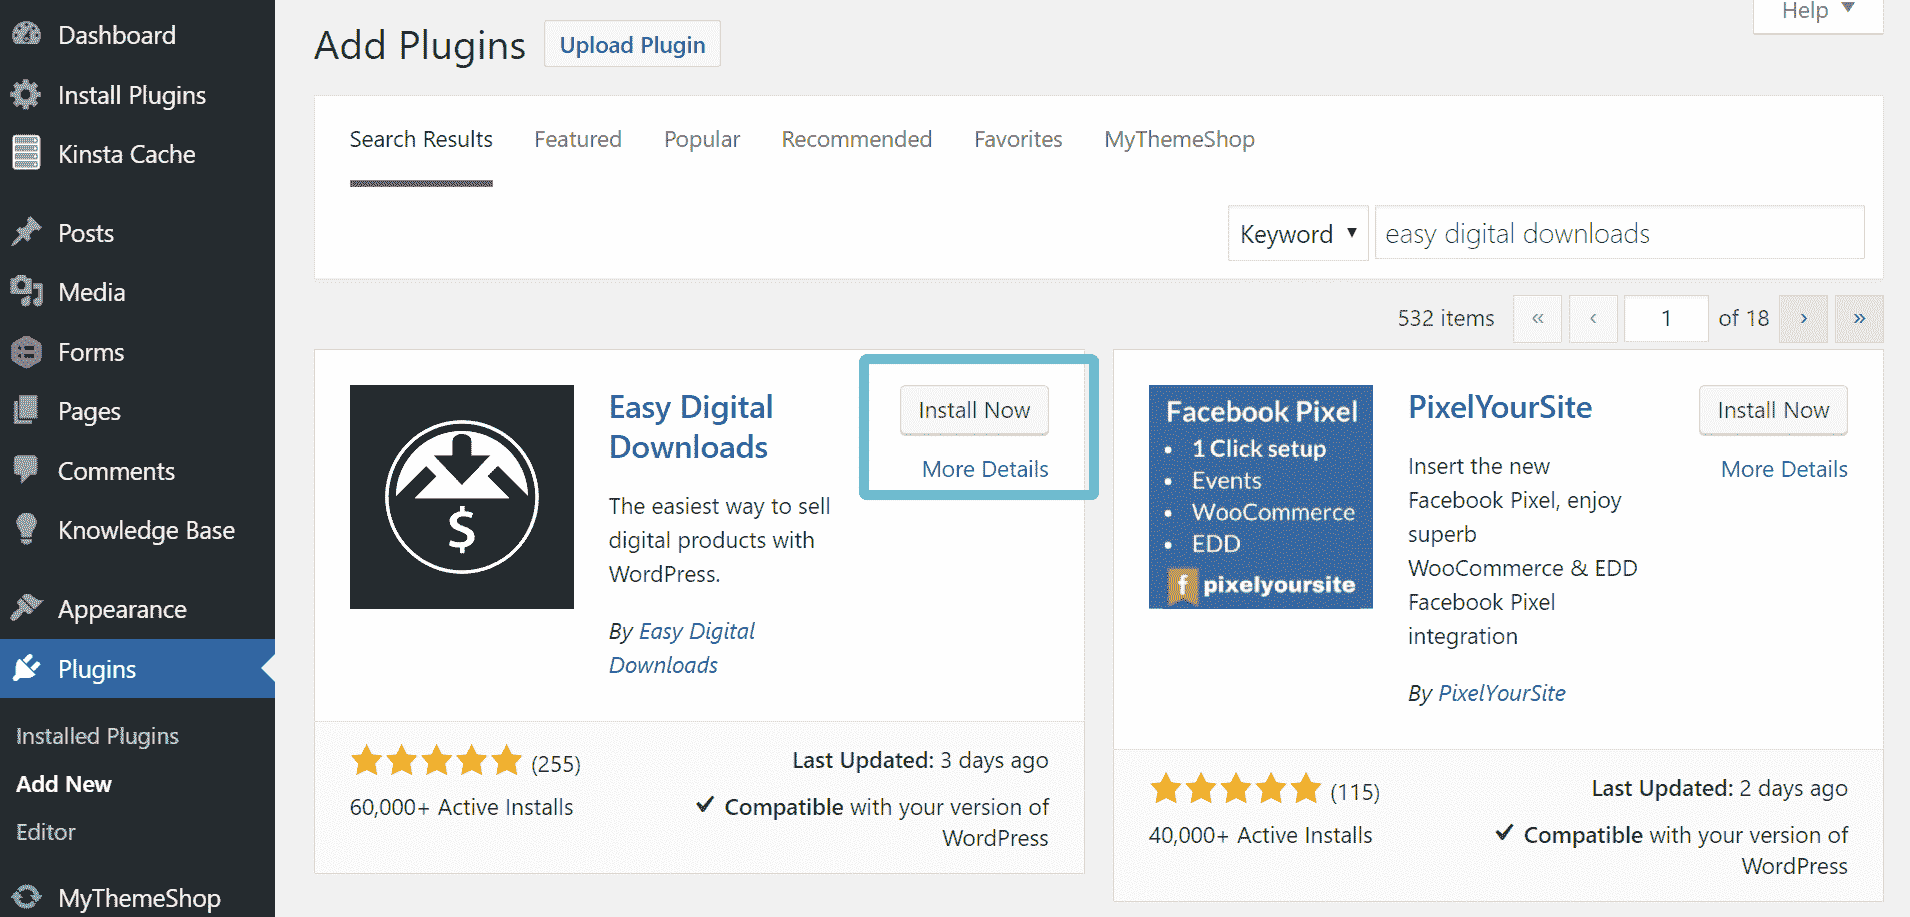 Dashboard
Install Plugins
Kinsta Cache
Posts
Media
Forms
Pages
Comments
Knowledge Base
Appearance
Plugins
Installed Plugins
Add New
Editor
MyThemeShop
Add Plugins
Upload Plugin
Help ▼
Search Results
Featured
Popular
Recommended
Favorites
MyThemeShop
Keyword ▼
easy digital downloads
532 items « ‹ 1 of 18 › »
Easy Digital
Downloads
Install Now
More Details
The easiest way to sell
digital products with
WordPress.
By Easy Digital
Downloads
$
(255)
60,000+ Active Installs
Last Updated: 3 days ago
✓ Compatible with your version of
WordPress
Facebook Pixel
• 1 Click setup
• Events
• WooCommerce
• EDD
f pixelyoursite
PixelYourSite
Install Now
More Details
Insert the new
Facebook Pixel, enjoy
superb
WooCommerce & EDD
Facebook Pixel
integration
By PixelYourSite
(115)
40,000+ Active Installs
Last Updated: 2 days ago
✓ Compatible with your version of
WordPress